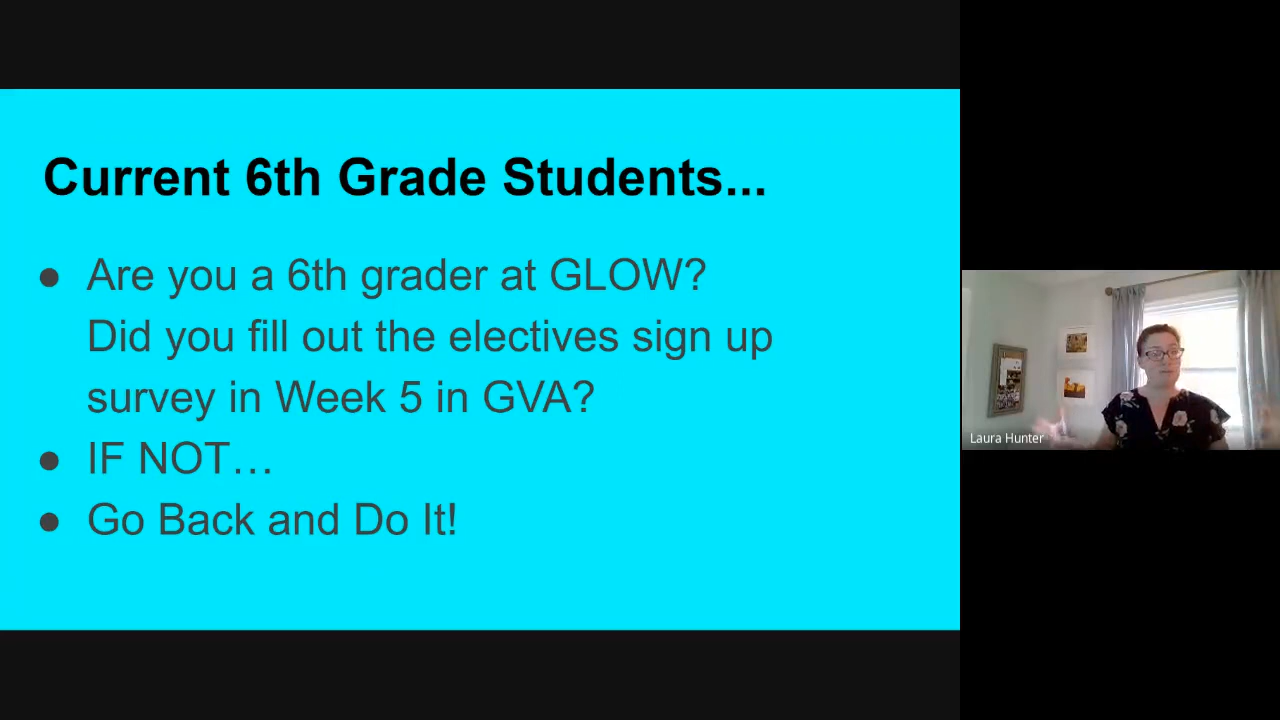 Current 6th Grade Students...
● Are you a 6th grader at GLOW?
Did you fill out the electives sign up
survey in Week 5 in GVA?
● IF NOT…
● Go Back and Do It!
Laura Hunter